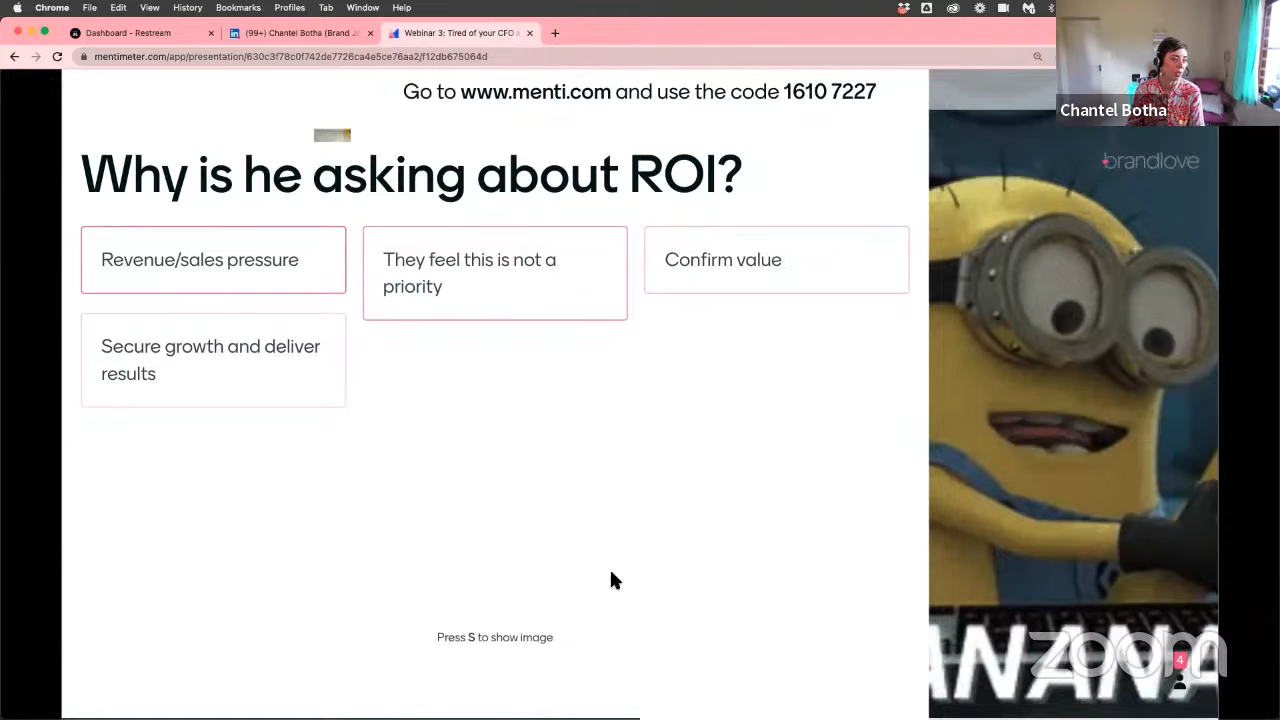 Chrome File Edit View History Bookmarks Profiles Tab Window Help
Dashboard - Restream × (99+) Chantel Botha (Brand Jo × Webinar 3: Tired of your CFO a × +
mentimeter.com/app/presentation/630c3f78c0f742de7726ca4e5ce76aa2/f12db675064d
Chantel Botha
Go to www.menti.com and use the code 1610 7227
brandlove
Why is he asking about ROI?
Revenue/sales pressure
They feel this is not a
priority
Confirm value
Secure growth and deliver
results
Press S to show image
ANANA
zoom
4